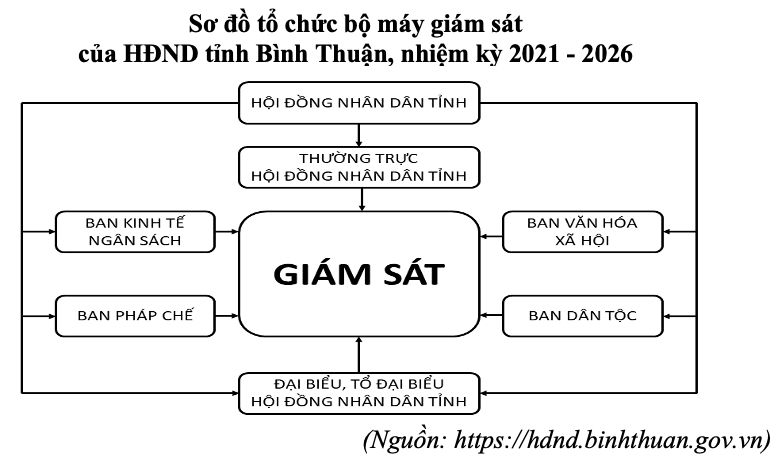 Sơ đồ tổ chức bộ máy giám sát
của HĐND tỉnh Bình Thuận, nhiệm kỳ 2021 - 2026
HỘI ĐỒNG NHÂN DÂN TỈNH
THƯỜNG TRỰC
HỘI ĐỒNG NHÂN DÂN TỈNH
BAN KINH TẾ
NGÂN SÁCH
BAN VĂN HÓA
XÃ HỘI
GIÁM SÁT
BAN PHÁP CHẾ
BAN DÂN TỘC
ĐẠI BIỂU, TỔ ĐẠI BIỂU
HỘI ĐỒNG NHÂN DÂN TỈNH
(Nguồn: https://hdnd.binhthuan.gov.vn)